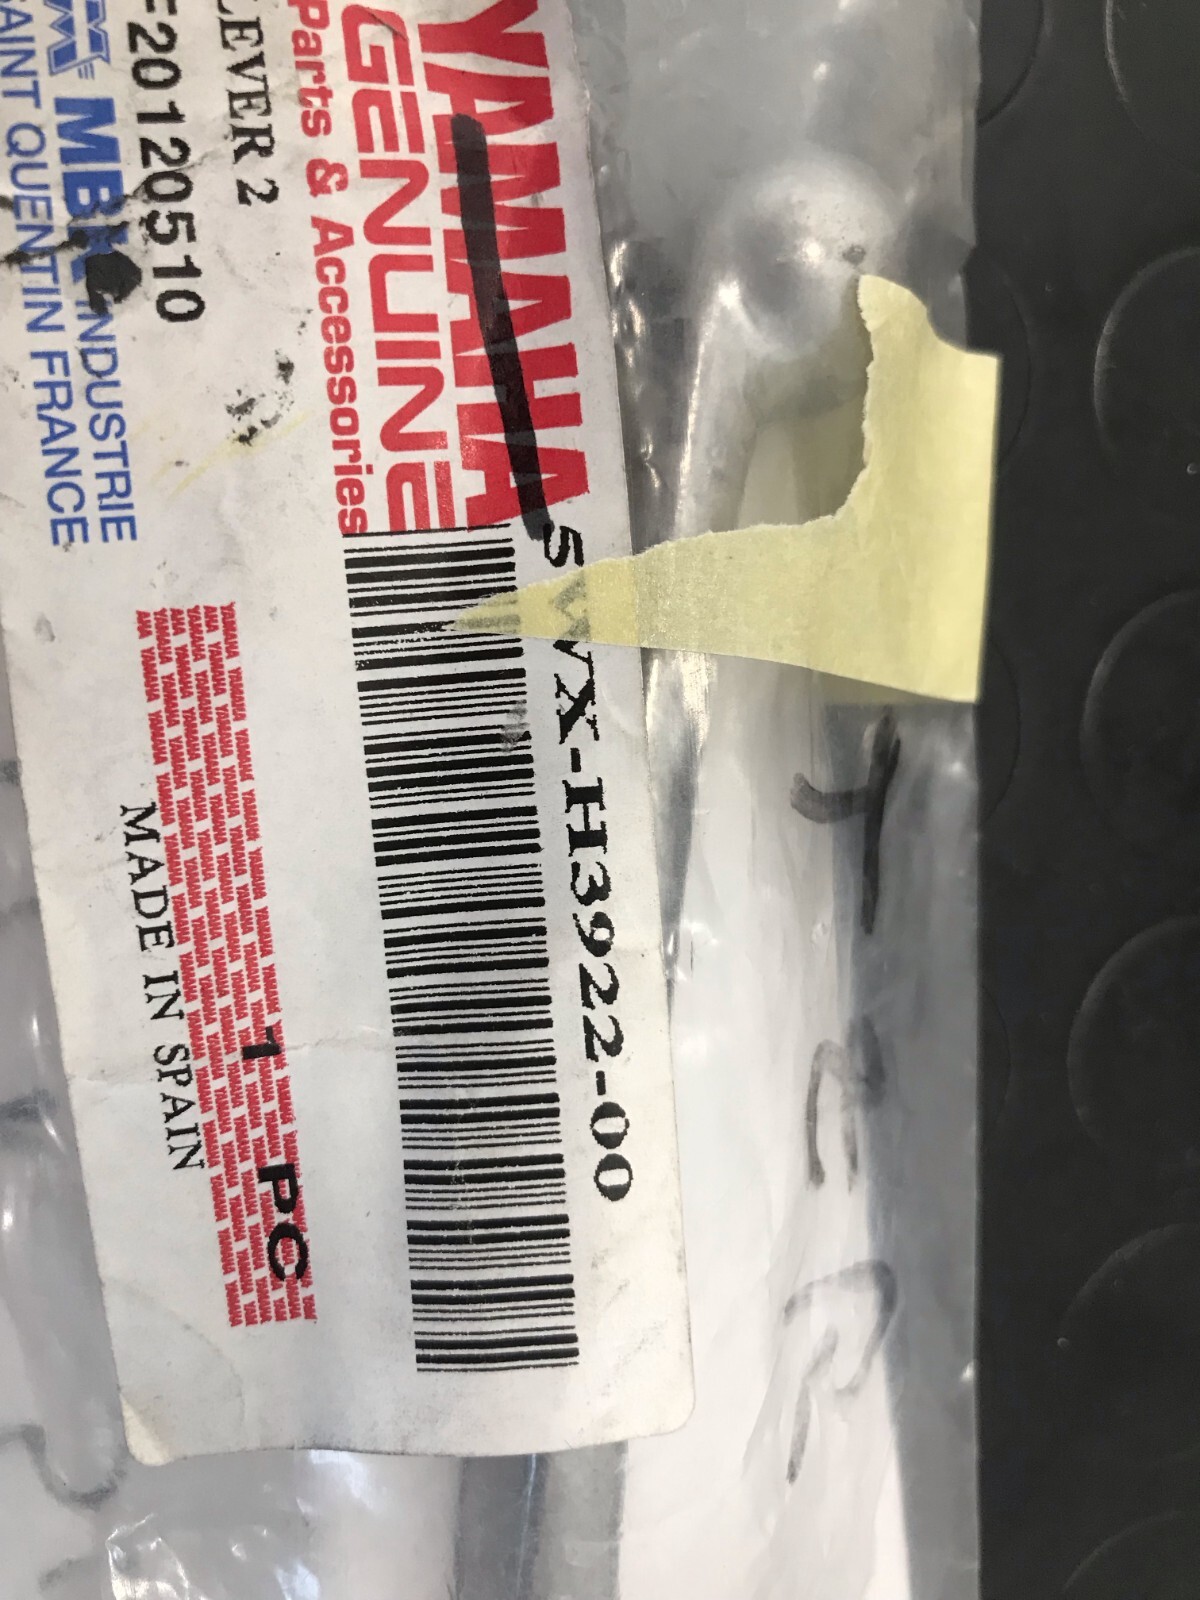 YAMAHA
5WX-H3922-00
GENUINE
Parts & Accessories
LEVER 2
1 PC
20120510
MADE IN SPAIN
MBK INDUSTRIE
SAINT QUENTIN FRANCE